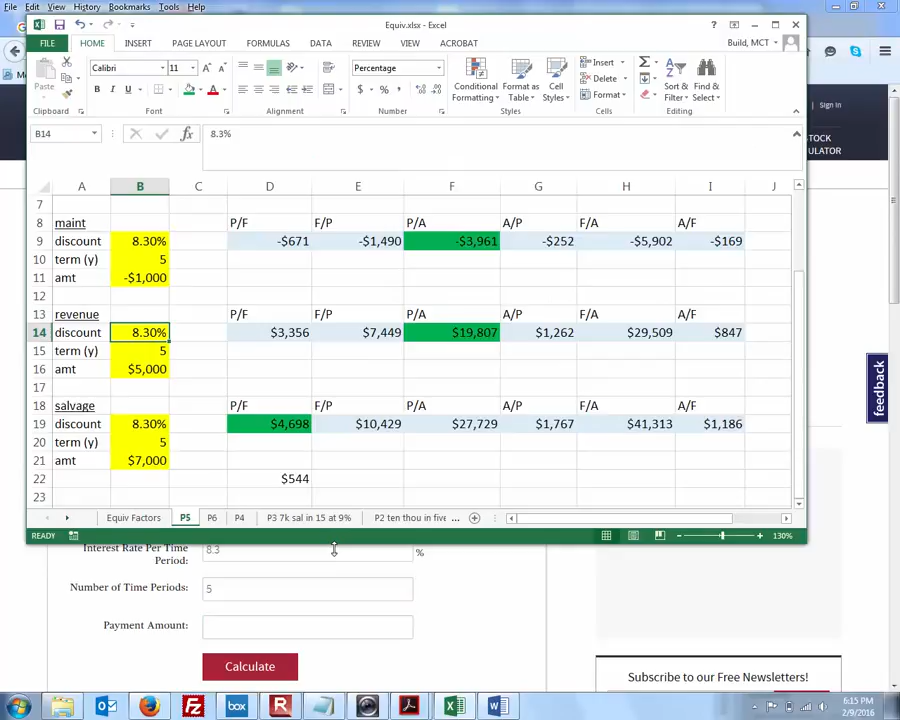 File Edit View History Bookmarks Tools Help
Equiv.xlsx - Excel
FILE HOME INSERT PAGE LAYOUT FORMULAS DATA REVIEW VIEW ACROBAT Build, MCT
Sign In
Calibri 11 Percentage Insert
Paste Conditional Formatting Format as Table Cell Styles Delete Sort & Filter Find & Select
B I U $ % Format
Font Alignment Number Styles Cells Editing
B14 fx 8.3%
STOCK
A B C D E F G H I J
7
8 maint P/F F/P P/A A/P F/A A/F
9 discount 8.30% -$671 -$1,490 -$3,961 -$252 -$5,902 -$169
10 term (y) 5
11 amt -$1,000
12
13 revenue P/F F/P P/A A/P F/A A/F
14 discount 8.30% $3,356 $7,449 $19,807 $1,262 $29,509 $847
15 term (y) 5
16 amt $5,000
17
18 salvage P/F F/P P/A A/P F/A A/F
19 discount 8.30% $4,698 $10,429 $27,729 $1,767 $41,313 $1,186
20 term (y) 5
21 amt $7,000
22 $544
23
Equiv Factors P5 P6 P4 P3 7k sal in 15 at 9% P2 ten thou in five ...
READY 130%
feedback
Interest Rate Per Time Period: 8.3 %
Number of Time Periods: 5
Payment Amount:
Calculate
Subscribe to our Free Newsletters!
box
6:15 PM
2/9/2016